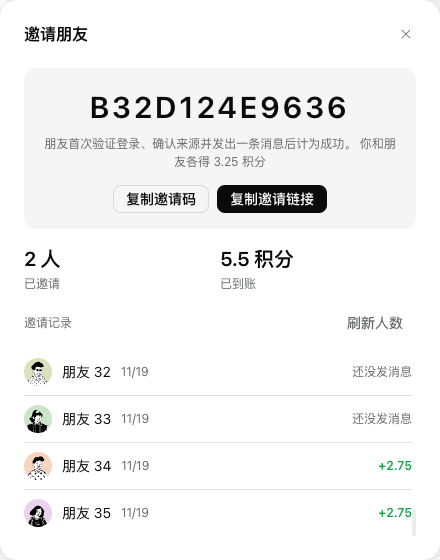 邀请朋友
B32D124E9636
朋友首次验证登录、确认来源并发出一条消息后计为成功。 你和朋
友各得 3.25 积分
复制邀请码 复制邀请链接
2 人 5.5 积分
已邀请 已到账
邀请记录 刷新人数
朋友 32 11/19 还没发消息
朋友 33 11/19 还没发消息
朋友 34 11/19 +2.75
朋友 35 11/19 +2.75